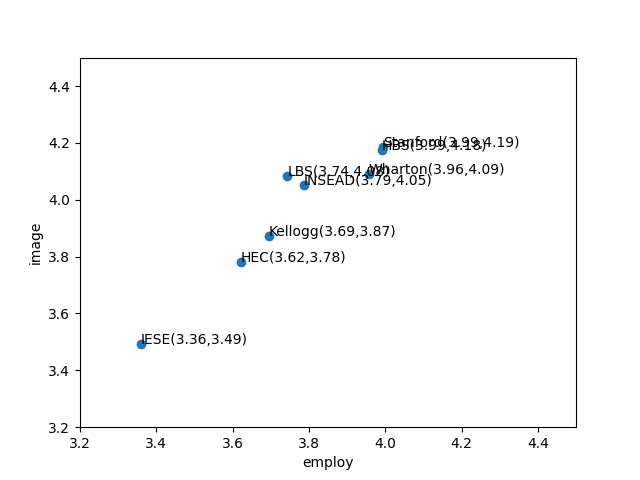 4.4
4.2
4.0
3.8
3.6
3.4
3.2
image
Stanford(3.99,4.19)
HBS(3.99,4.18)
Wharton(3.96,4.09)
LBS(3.74,4.08)
INSEAD(3.79,4.05)
Kellogg(3.69,3.87)
HEC(3.62,3.78)
IESE(3.36,3.49)
3.2 3.4 3.6 3.8 4.0 4.2 4.4
employ